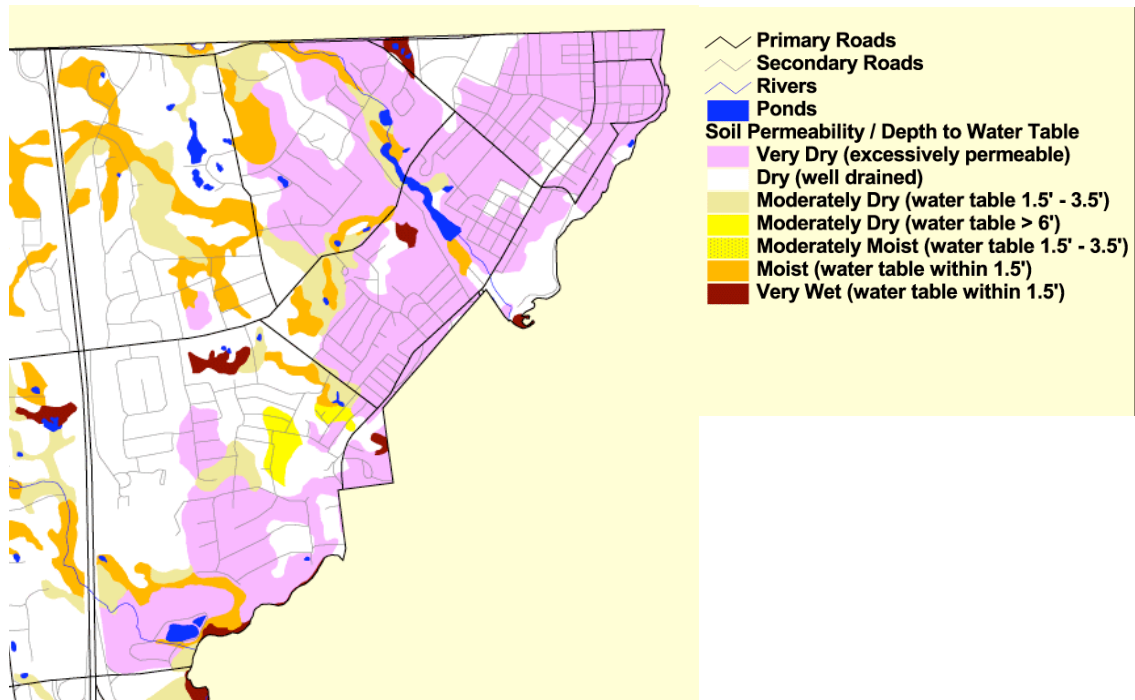 Primary Roads
Secondary Roads
Rivers
Ponds
Soil Permeability / Depth to Water Table
Very Dry (excessively permeable)
Dry (well drained)
Moderately Dry (water table 1.5' - 3.5')
Moderately Dry (water table > 6')
Moderately Moist (water table 1.5' - 3.5')
Moist (water table within 1.5')
Very Wet (water table within 1.5')